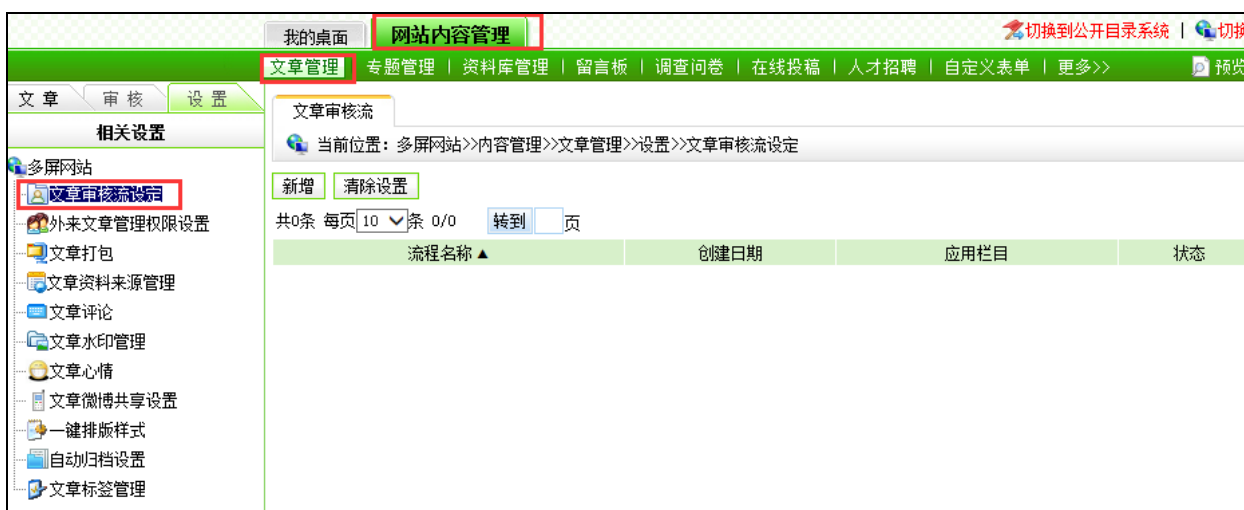 我的桌面 网站内容管理 切换到公开目录系统 | 切换
文章管理 | 专题管理 | 资料库管理 | 留言板 | 调查问卷 | 在线投稿 | 人才招聘 | 自定义表单 | 更多>> 预览
文章 审核 设置
相关设置
多屏网站
文章审核流设定
外来文章管理权限设置
文章打包
文章资料来源管理
文章评论
文章水印管理
文章心情
文章微博共享设置
一键排版样式
自动归档设置
文章标签管理
文章审核流
当前位置：多屏网站>>内容管理>>文章管理>>设置>>文章审核流设定
新增 清除设置
共0条 每页 10 条 0/0 转到 页
流程名称▲ 创建日期 应用栏目 状态